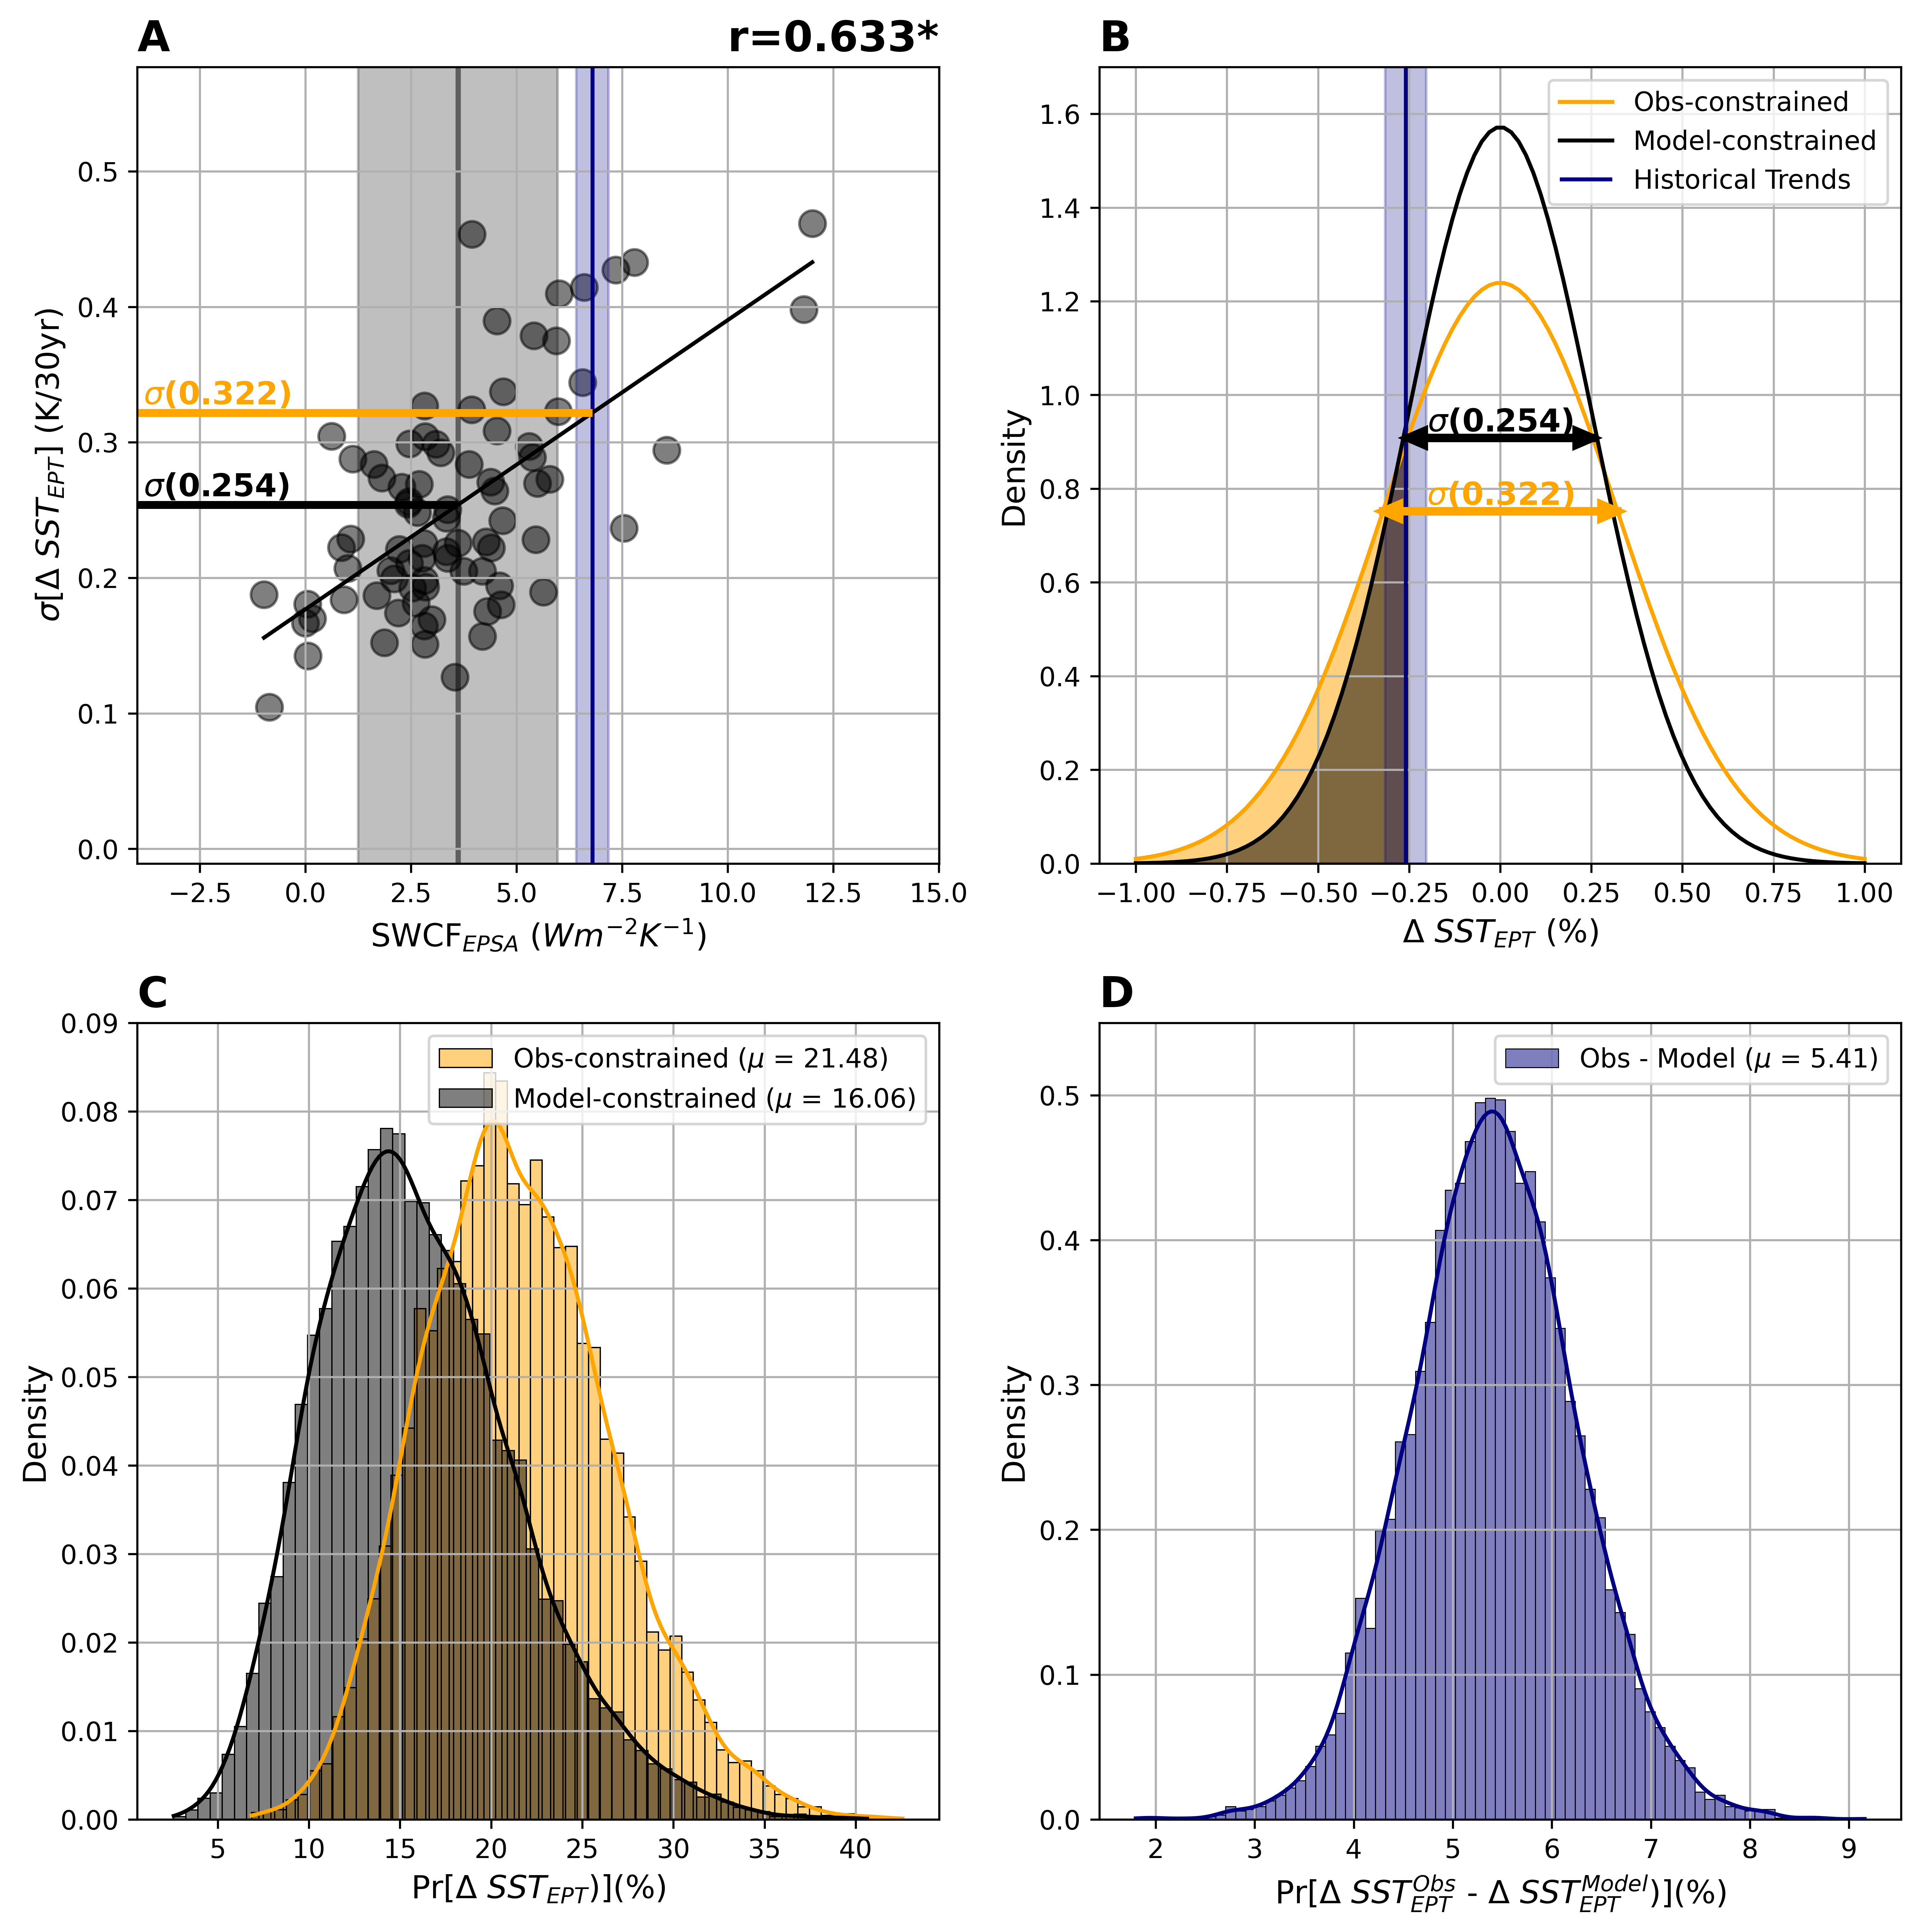 A
r=0.633*
σ[Δ SST_EPT] (K/30yr)
0.5
0.4
0.3
0.2
0.1
0.0
σ(0.322)
σ(0.254)
−2.5 0.0 2.5 5.0 7.5 10.0 12.5 15.0
SWCF_EPSA (Wm⁻²K⁻¹)
B
Density
1.6
1.4
1.2
1.0
0.8
0.6
0.4
0.2
0.0
Obs-constrained
Model-constrained
Historical Trends
σ(0.254)
σ(0.322)
−1.00 −0.75 −0.50 −0.25 0.00 0.25 0.50 0.75 1.00
Δ SST_EPT (%)
C
Density
0.09
0.08
0.07
0.06
0.05
0.04
0.03
0.02
0.01
0.00
Obs-constrained (μ = 21.48)
Model-constrained (μ = 16.06)
5 10 15 20 25 30 35 40
Pr[Δ SST_EPT)](%)
D
Density
0.5
0.4
0.3
0.2
0.1
0.0
Obs - Model (μ = 5.41)
2 3 4 5 6 7 8 9
Pr[Δ SST_EPT^Obs - Δ SST_EPT^Model)](%)